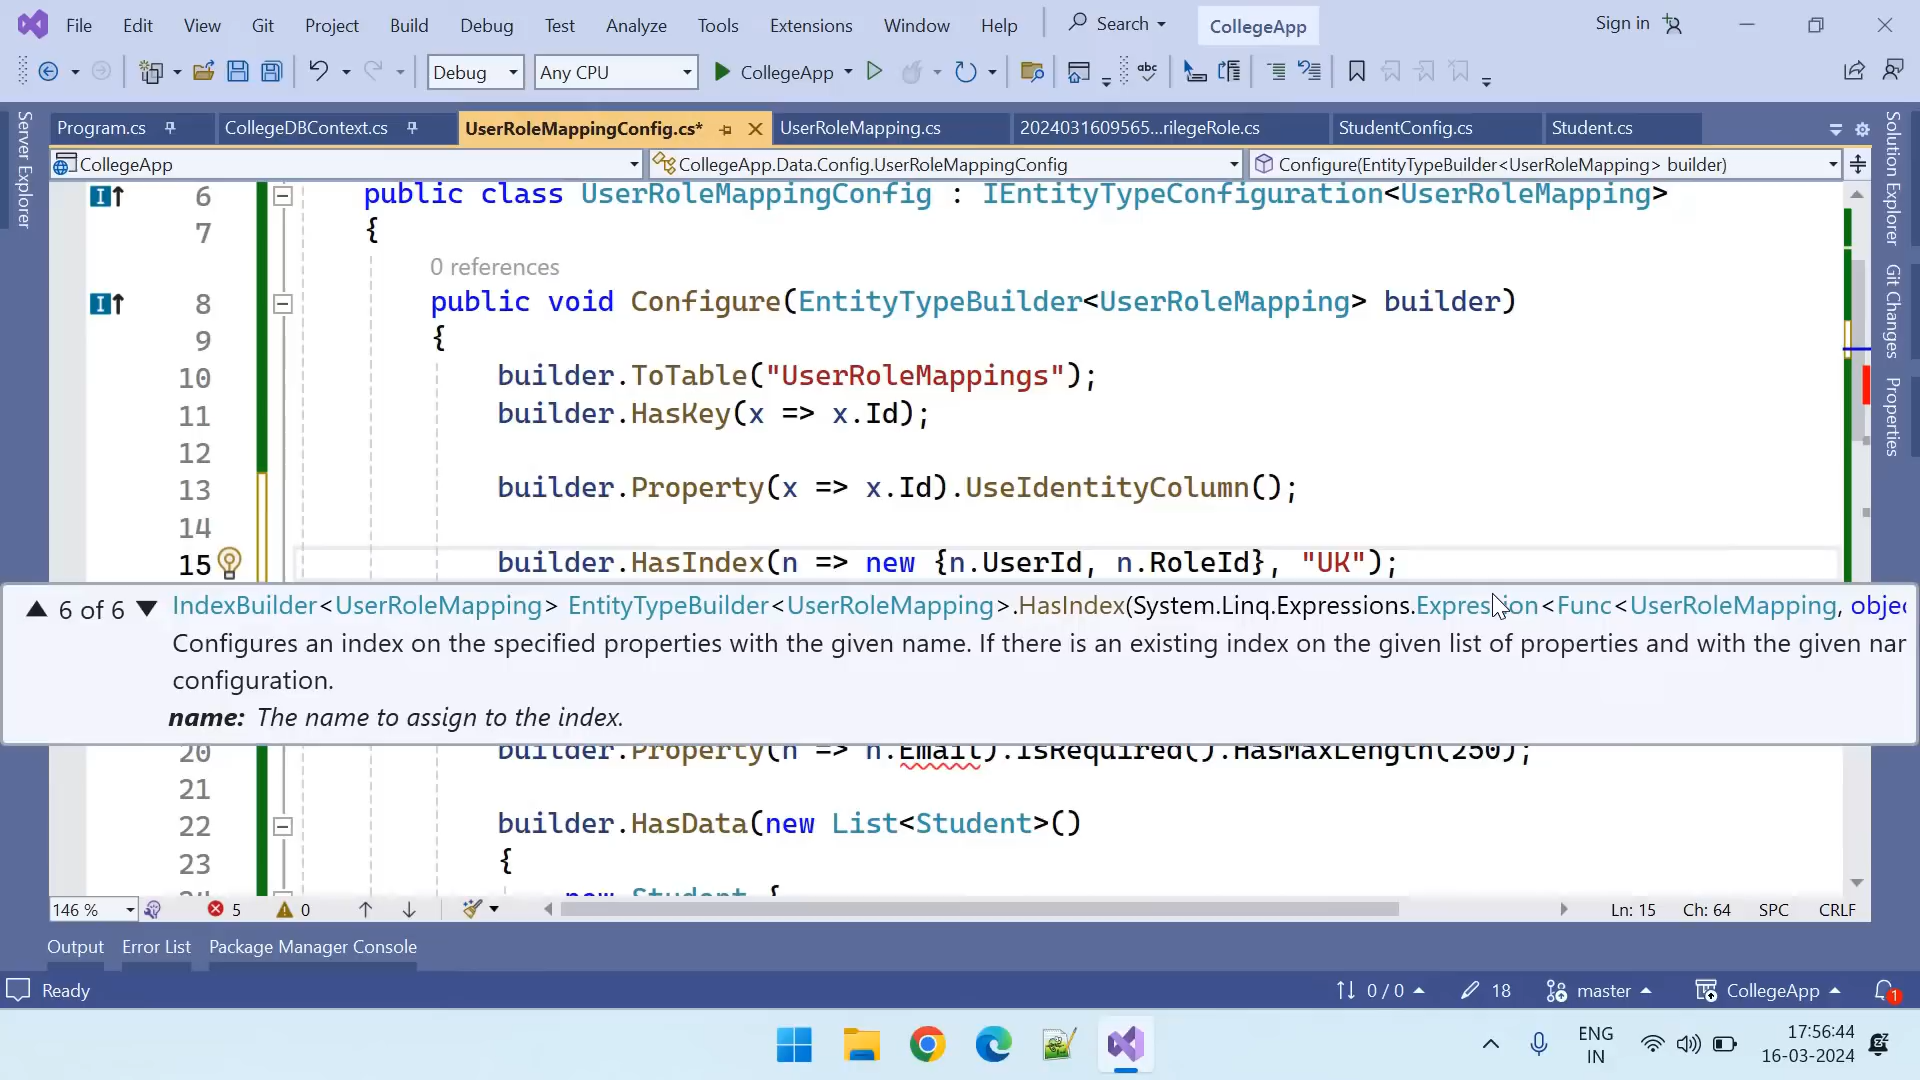 File Edit View Git Project Build Debug Test Analyze Tools Extensions Window Help Search CollegeApp Sign in
Debug Any CPU CollegeApp
Program.cs CollegeDBContext.cs UserRoleMappingConfig.cs* UserRoleMapping.cs 2024031609565...rilegeRole.cs StudentConfig.cs Student.cs
CollegeApp CollegeApp.Data.Config.UserRoleMappingConfig Configure(EntityTypeBuilder<UserRoleMapping> builder)
Server Explorer
Solution Explorer
Git Changes
Properties
6 public class UserRoleMappingConfig : IEntityTypeConfiguration<UserRoleMapping>
7 {
0 references
8 public void Configure(EntityTypeBuilder<UserRoleMapping> builder)
9 {
10 builder.ToTable("UserRoleMappings");
11 builder.HasKey(x => x.Id);
12
13 builder.Property(x => x.Id).UseIdentityColumn();
14
15 builder.HasIndex(n => new {n.UserId, n.RoleId}, "UK");
▲ 6 of 6 ▼ IndexBuilder<UserRoleMapping> EntityTypeBuilder<UserRoleMapping>.HasIndex(System.Linq.Expressions.Expression<Func<UserRoleMapping, objec
Configures an index on the specified properties with the given name. If there is an existing index on the given list of properties and with the given nam
configuration.
name: The name to assign to the index.
20 builder.Property(n => n.Email).IsRequired().HasMaxLength(250);
21
22 builder.HasData(new List<Student>()
23 {
new Student {
146 % 5 0 Ln: 15 Ch: 64 SPC CRLF
Output Error List Package Manager Console
Ready 0 / 0 18 master CollegeApp 1
ENG
IN
17:56:44
16-03-2024